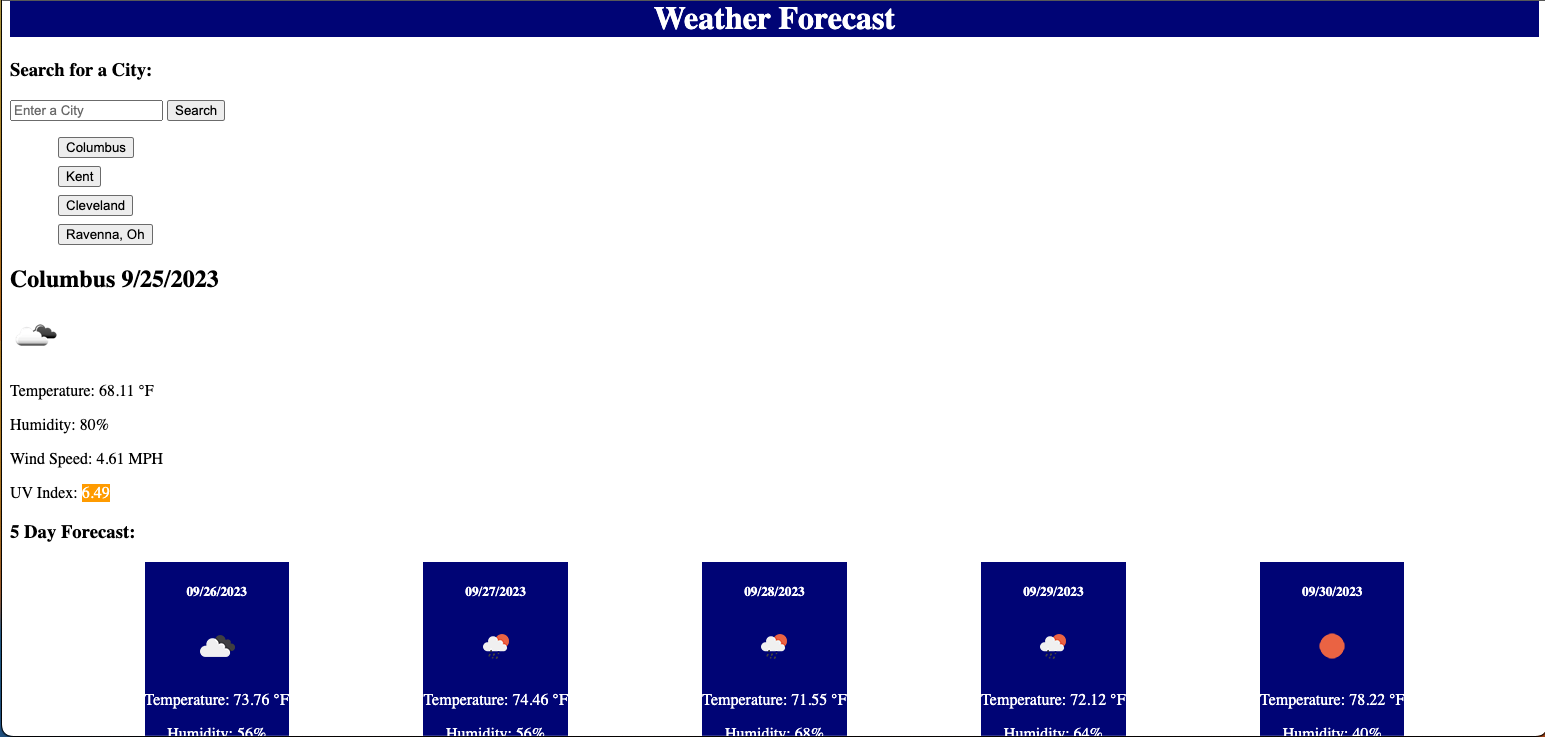 Weather Forecast
Search for a City:
Enter a City Search
Columbus
Kent
Cleveland
Ravenna, Oh
Columbus 9/25/2023
Temperature: 68.11 °F
Humidity: 80%
Wind Speed: 4.61 MPH
UV Index: 6.49
5 Day Forecast:
09/26/2023 09/27/2023 09/28/2023 09/29/2023 09/30/2023
Temperature: 73.76 °F Temperature: 74.46 °F Temperature: 71.55 °F Temperature: 72.12 °F Temperature: 78.22 °F
Humidity: 56% Humidity: 56% Humidity: 68% Humidity: 64% Humidity: 40%